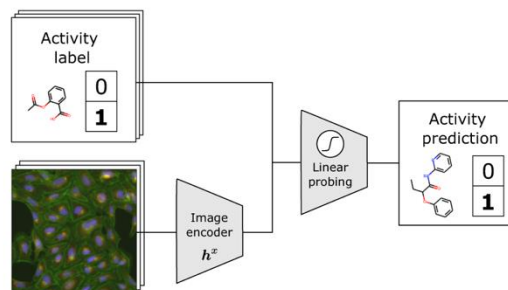 Activity
label
0
1
Image
encoder
h^x
Linear
probing
Activity
prediction
0
1